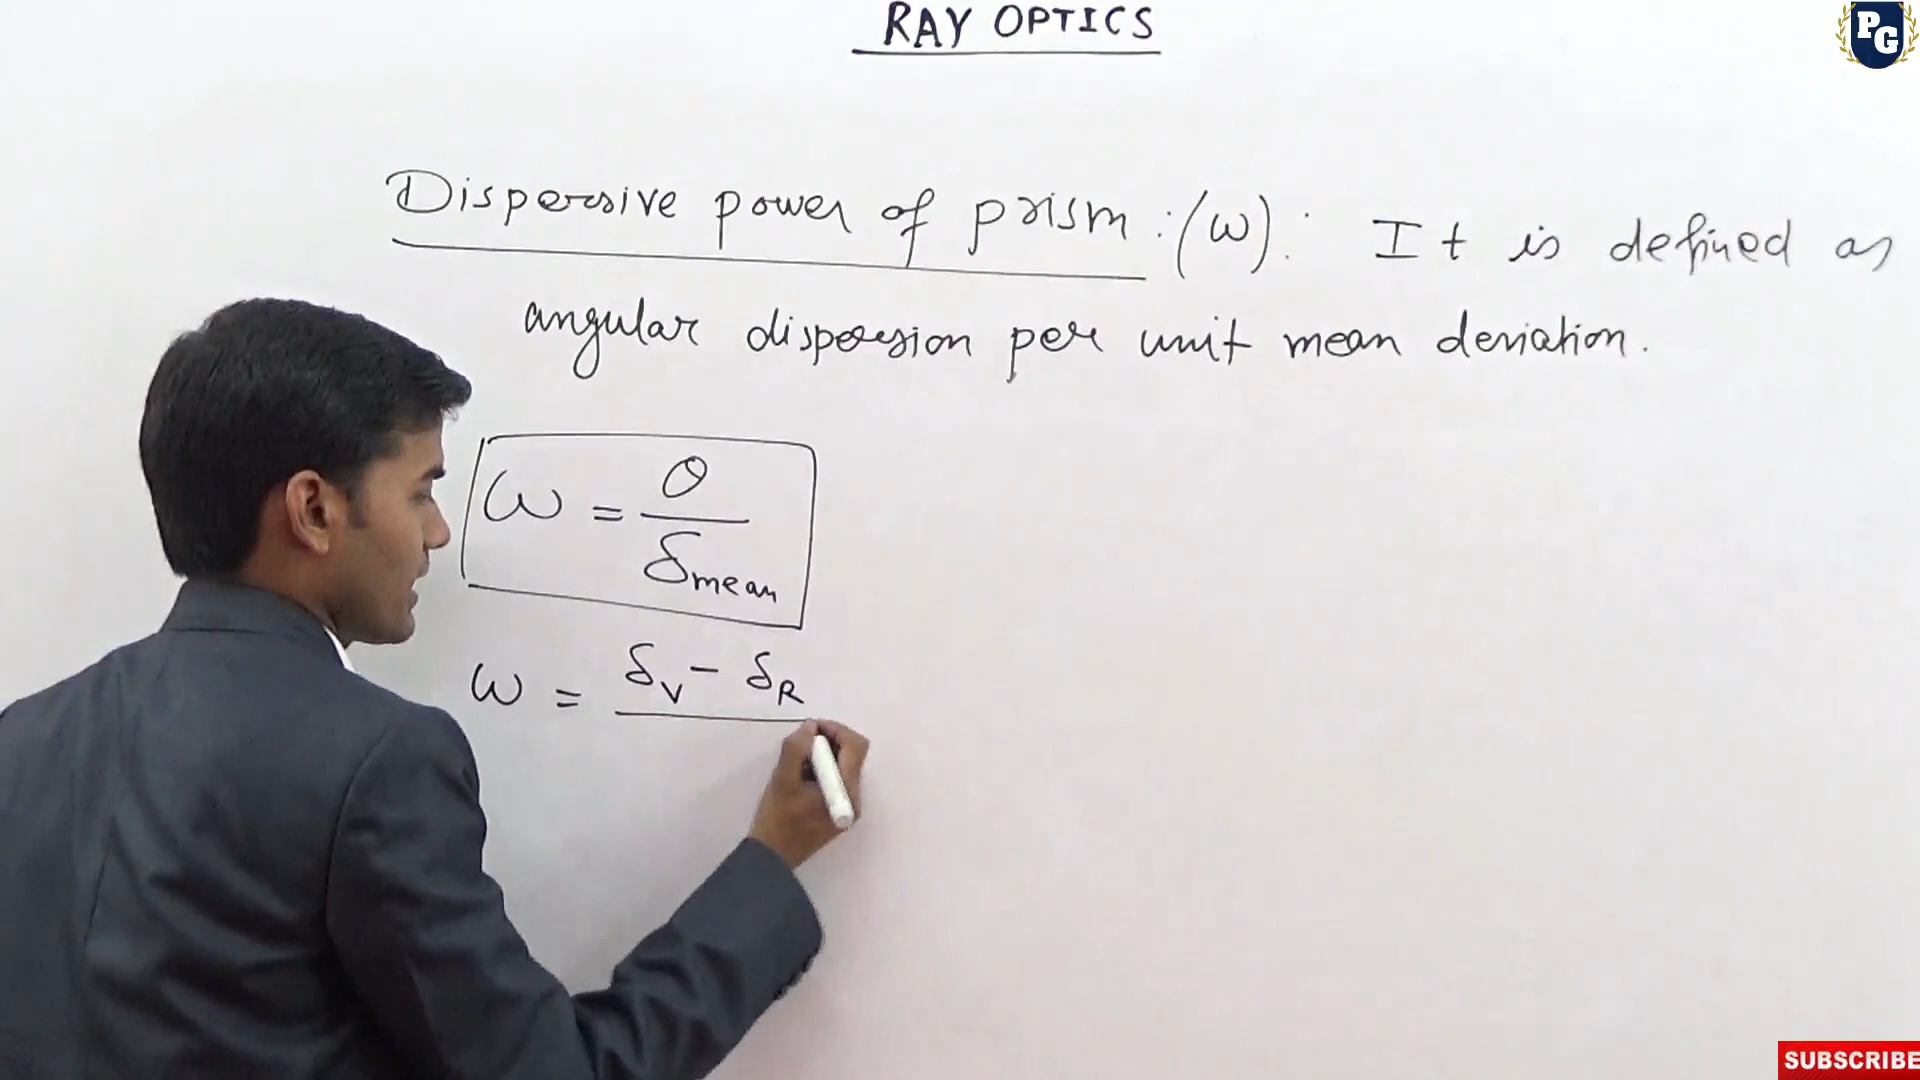 RAY OPTICS
PG
Dispersive power of prism :(ω): It is defined as
angular dispersion per unit mean deviation.
ω = θ / δmean
ω = δV - δR
SUBSCRIBE